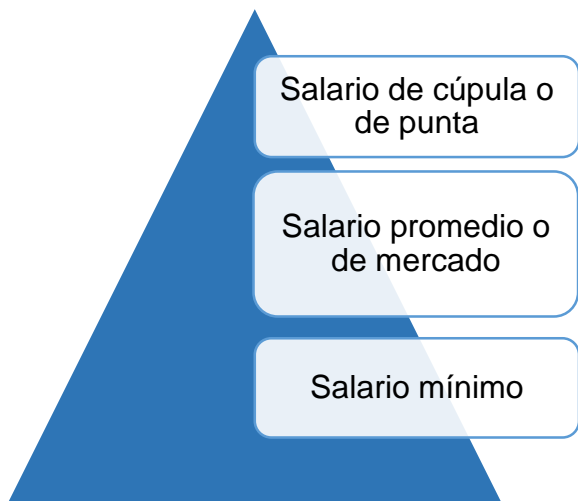 Salario de cúpula o
de punta
Salario promedio o
de mercado
Salario mínimo